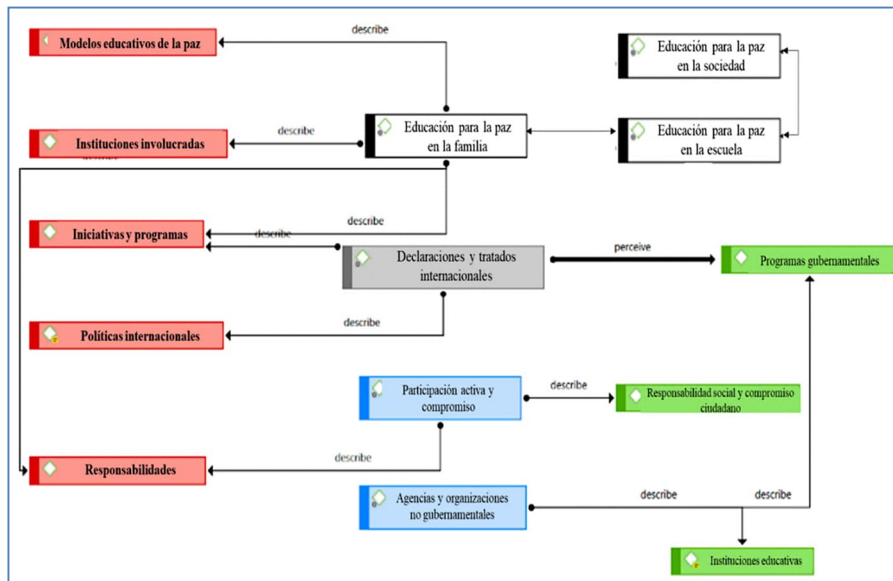 describe
Modelos educativos de la paz
Educación para la paz
en la sociedad
describe
Instituciones involucradas
Educación para la paz
en la familia
Educación para la paz
en la escuela
describe
describe
Iniciativas y programas
describe
Declaraciones y tratados
internacionales
perceive
Programas gubernamentales
describe
Políticas internacionales
Participación activa y
compromiso
describe
Responsabilidad social y compromiso
ciudadano
describe
Responsabilidades
Agencias y organizaciones
no gubernamentales
describe
describe
Instituciones educativas